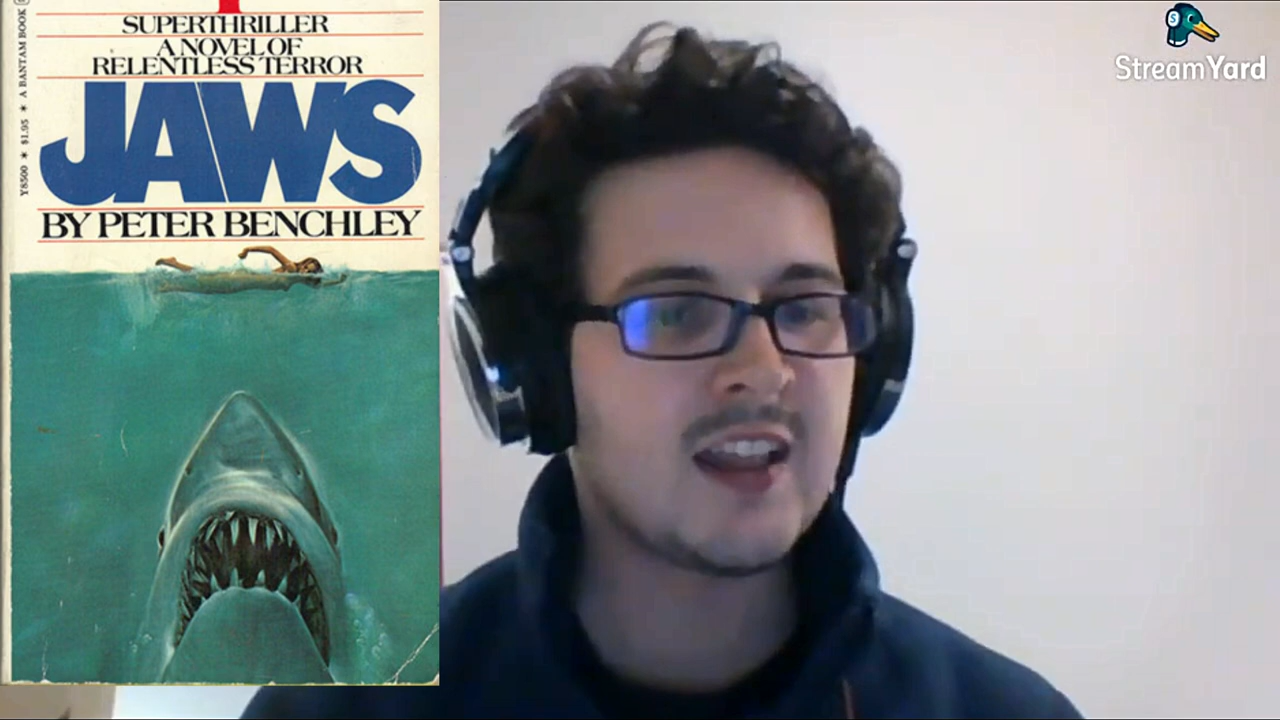 SUPERTHRILLER
A NOVEL OF
RELENTLESS TERROR
JAWS
BY PETER BENCHLEY
Y8500 * $1.95 * A BANTAM BOOK
S
StreamYard